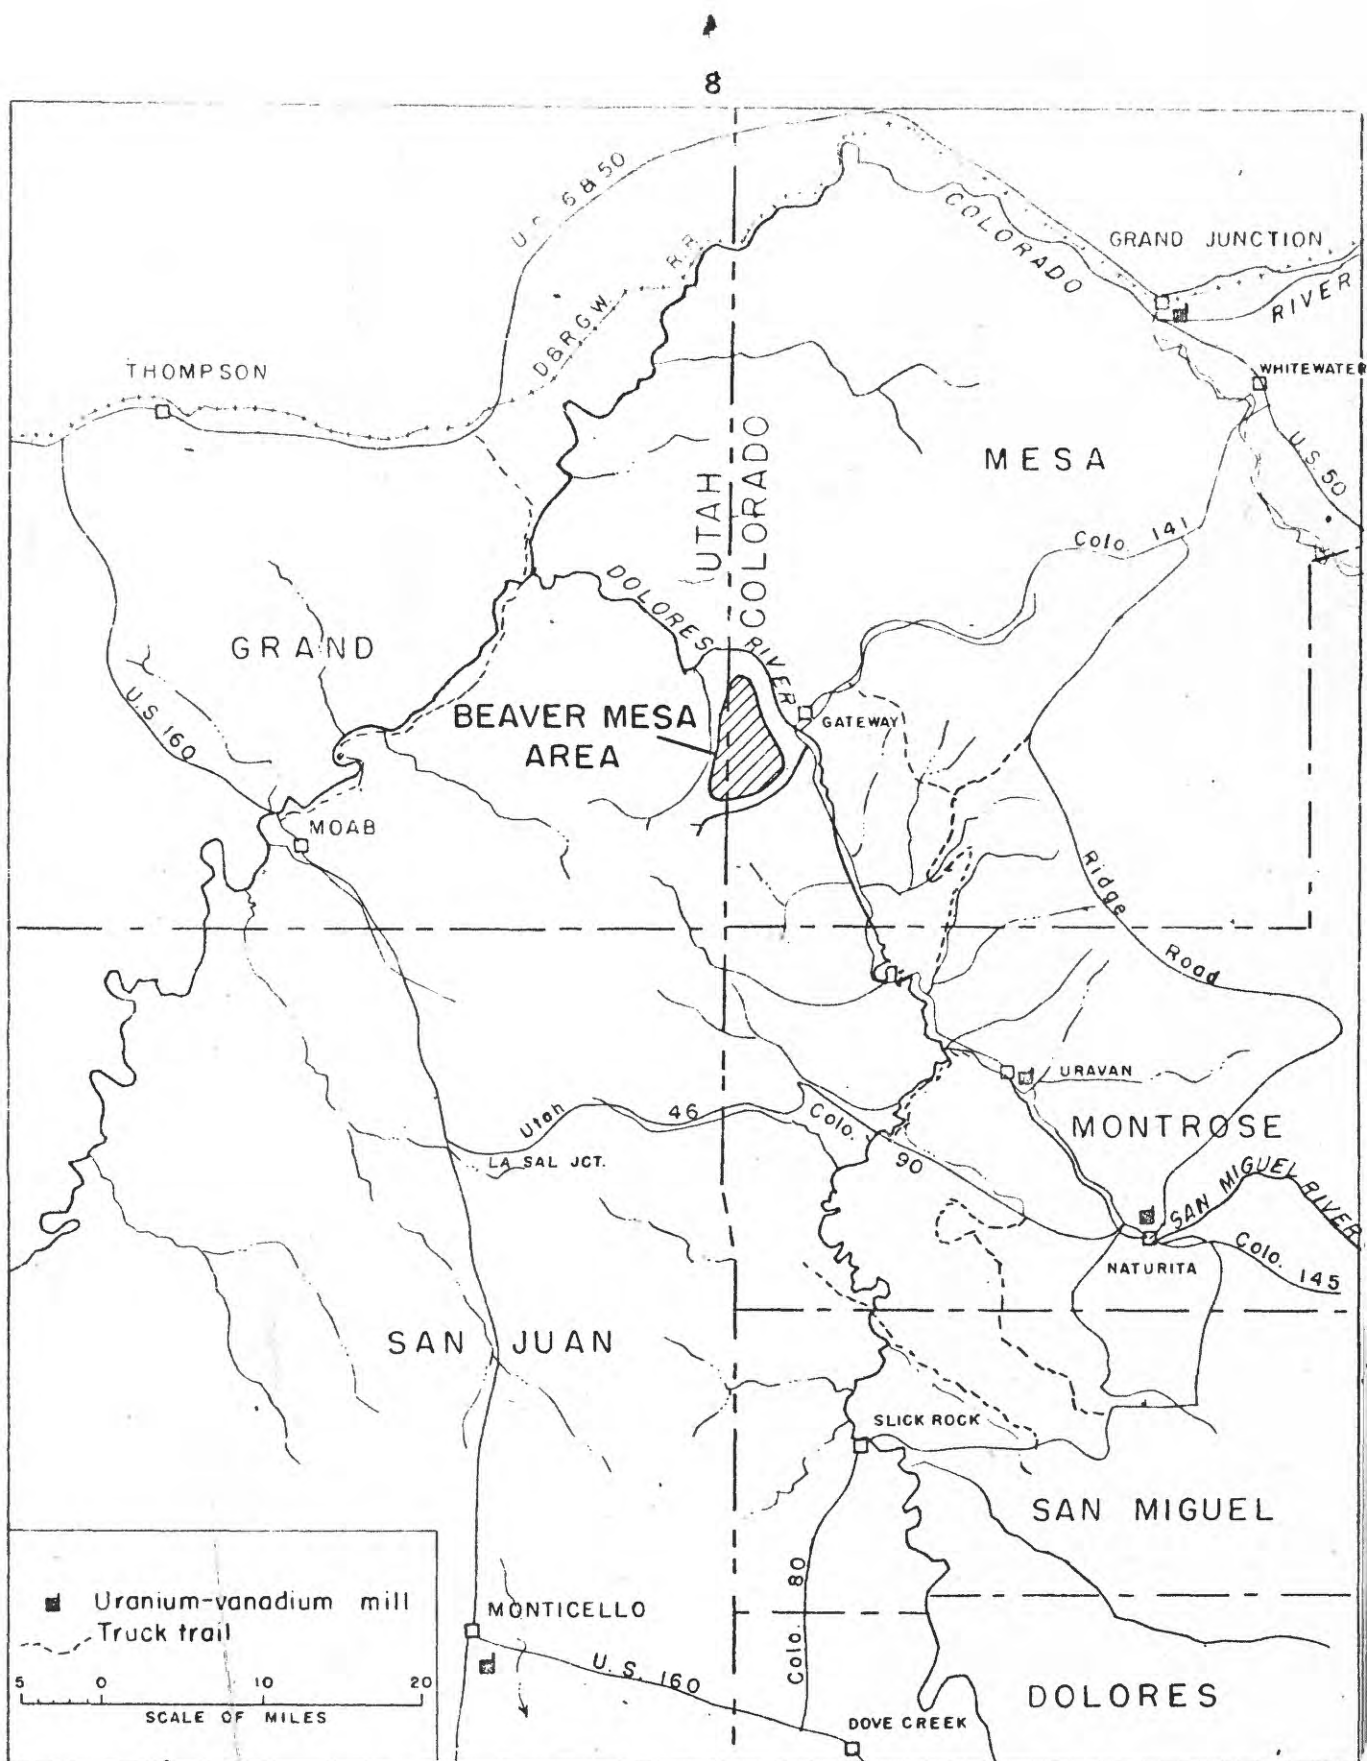 8
U.S. 6 & 50
COLORADO
GRAND JUNCTION
RIVER
D & R G W. R.R.
THOMPSON
WHITEWATER
MESA
U.S. 50
UTAH
COLORADO
Colo. 141
DOLORES RIVER
GRAND
U.S. 160
BEAVER MESA
AREA
GATEWAY
MOAB
Ridge Road
URAVAN
Utah 46
Colo. 90
MONTROSE
LA SAL JCT.
SAN MIGUEL RIVER
NATURITA
Colo. 145
SAN JUAN
SLICK ROCK
SAN MIGUEL
Colo. 80
Uranium-vanadium mill
Truck trail
5 0 10 20
SCALE OF MILES
MONTICELLO
U.S. 160
DOLORES
DOVE CREEK